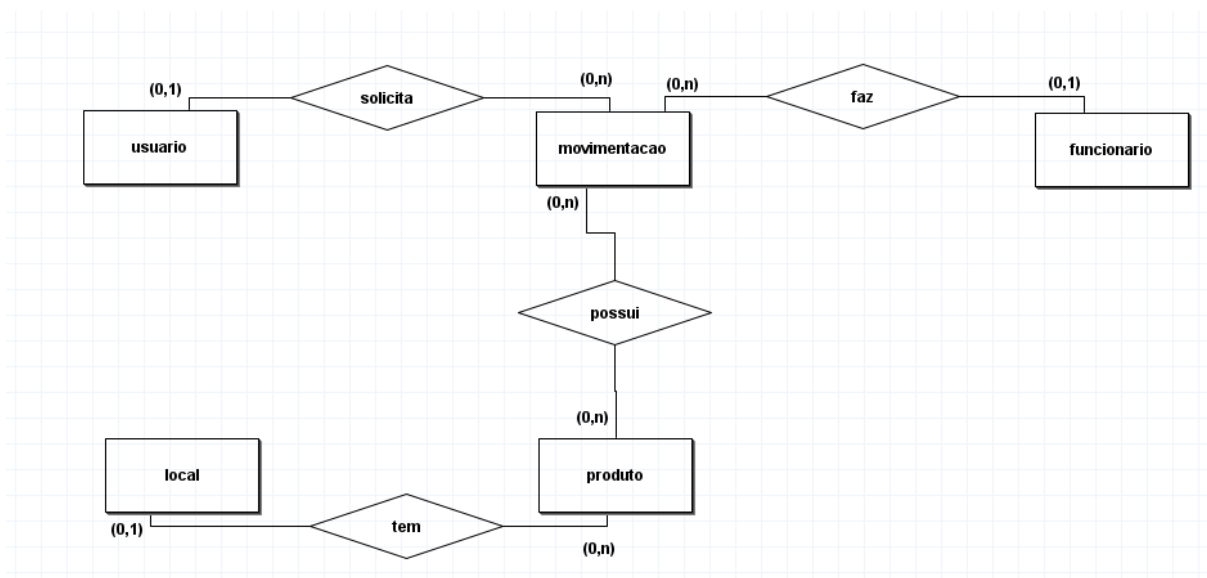 (0,1)
solicita
(0,n)
(0,n)
faz
(0,1)
usuario
movimentacao
funcionario
(0,n)
possui
(0,n)
local
produto
(0,1)
tem
(0,n)